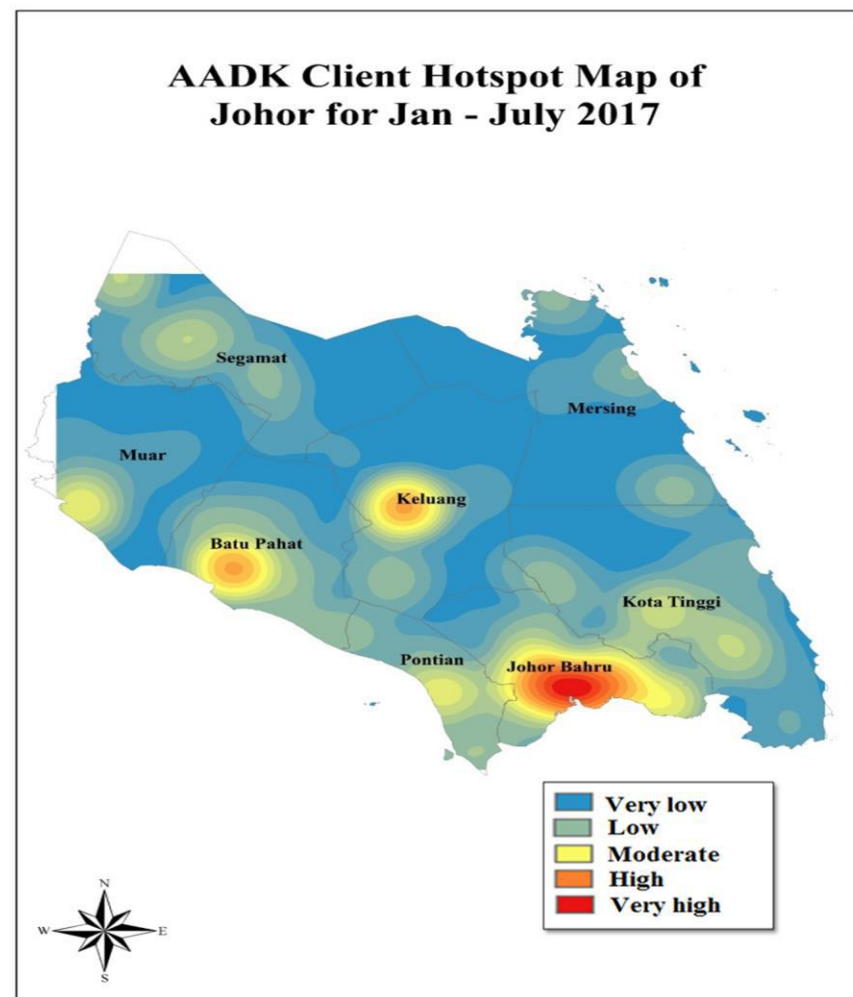 AADK Client Hotspot Map of
Johor for Jan - July 2017
Segamat
Mersing
Muar
Keluang
Batu Pahat
Kota Tinggi
Pontian
Johor Bahru
Very low
Low
Moderate
High
Very high
N
W
E
S